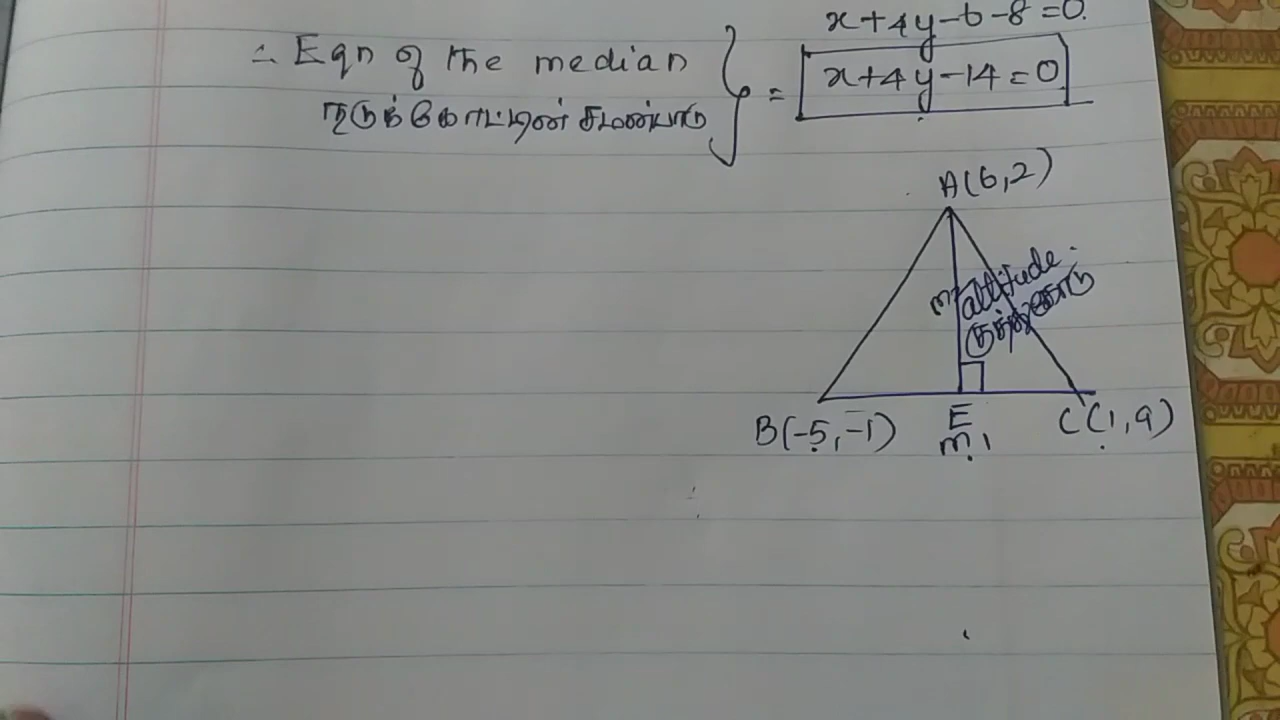 x+4y-6-8=0.
∴ Eqn of the median
= x+4y-14=0
நடுக்கோட்டின் சமன்பாடு
A(6,2)
altitude.
குத்துக்கோடு
B(-5,-1) E C(1,9)
m1